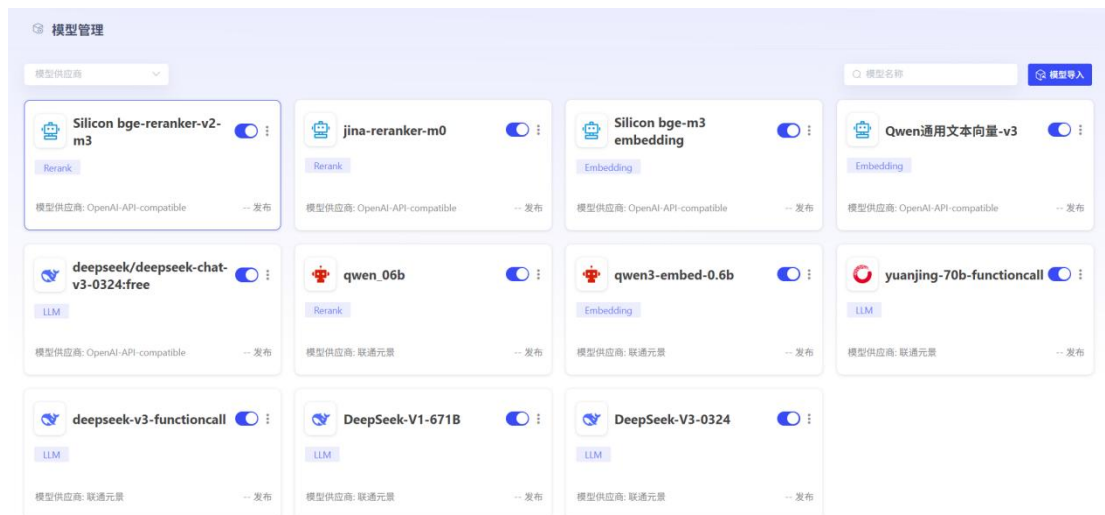 模型管理
模型供应商
模型名称
模型导入
Silicon bge-reranker-v2-
m3
Rerank
模型供应商: OpenAI-API-compatible
-- 发布
jina-reranker-m0
Rerank
模型供应商: OpenAI-API-compatible
-- 发布
Silicon bge-m3
embedding
Embedding
模型供应商: OpenAI-API-compatible
-- 发布
Qwen通用文本向量-v3
Embedding
模型供应商: OpenAI-API-compatible
-- 发布
deepseek/deepseek-chat-
v3-0324:free
LLM
模型供应商: OpenAI-API-compatible
-- 发布
qwen_06b
Rerank
模型供应商: 联通元景
-- 发布
qwen3-embed-0.6b
Embedding
模型供应商: 联通元景
-- 发布
yuanjing-70b-functioncall
LLM
模型供应商: 联通元景
-- 发布
deepseek-v3-functioncall
LLM
模型供应商: 联通元景
-- 发布
DeepSeek-V1-671B
LLM
模型供应商: 联通元景
-- 发布
DeepSeek-V3-0324
LLM
模型供应商: 联通元景
-- 发布